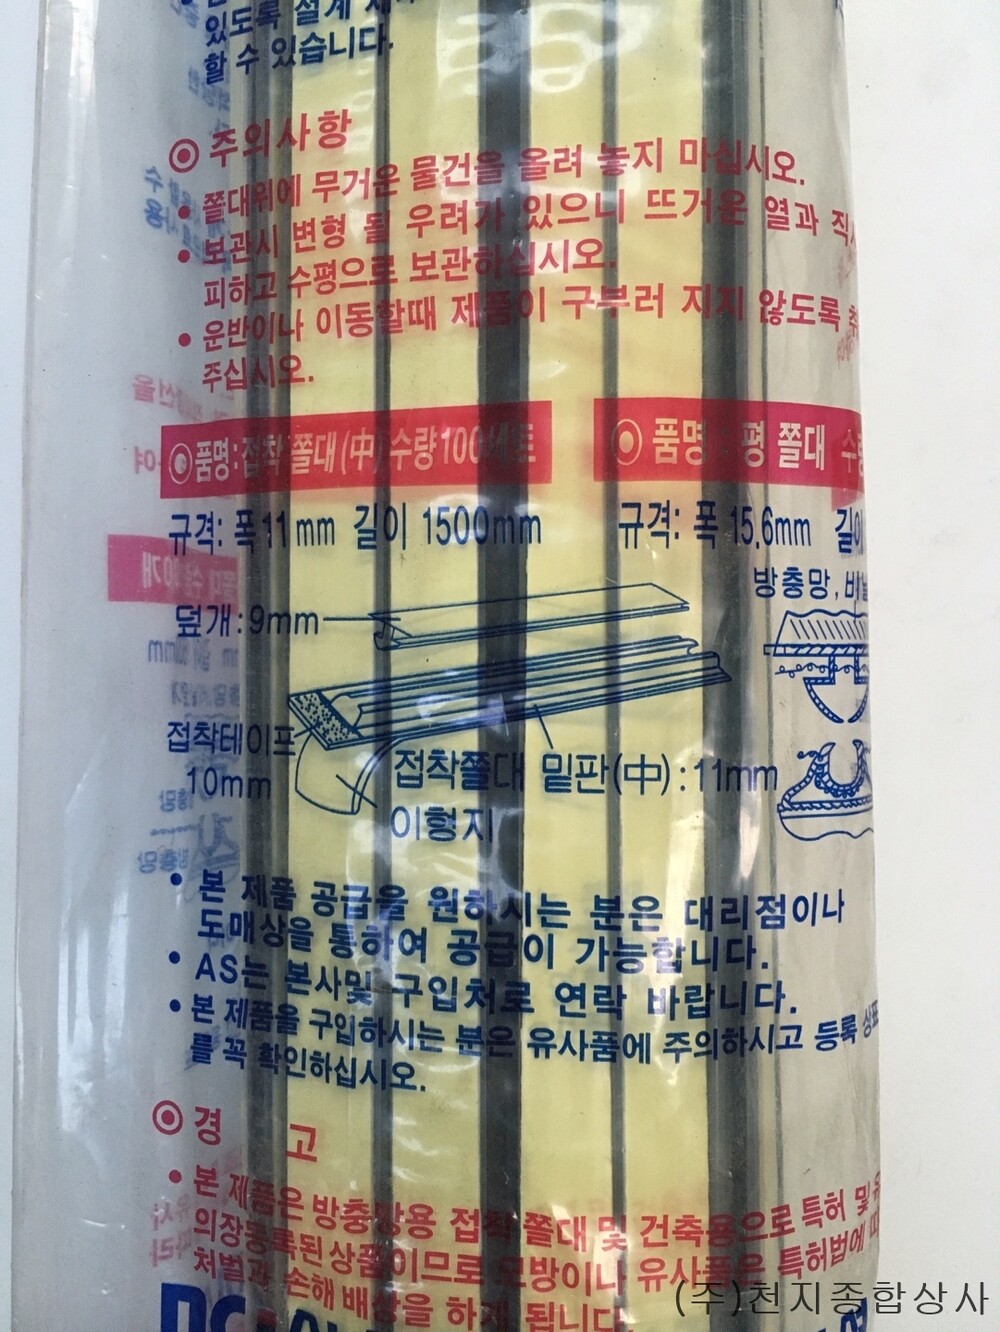 있도록 설계
할 수 있습니다.
◎ 주의사항
• 쫄대위에 무거운 물건을 올려 놓지 마십시오.
• 보관시 변형 될 우려가 있으니 뜨거운 열과
피하고 수평으로 보관하십시오.
• 운반이나 이동할때 제품이 구부러 지지 않도록
주십시오.
◎ 품명:접착 쫄대(中) 수량100세트
◎ 품명: 평 쫄대
규격: 폭 11mm 길이 1500mm
규격: 폭 15.6mm 길이
방충망,
덮개:9mm
접착테이프
10mm
접착쫄대 밑판(中):11mm
이형지
• 본 제품 공급을 원하시는 분은 대리점이나
도매상을 통하여 공급이 가능합니다.
• AS는 본사및 구입처로 연락 바랍니다.
• 본 제품을 구입하시는 분은 유사품에 주의하시고 등록 상표
를 꼭 확인하십시오.
◎ 경 고
• 본 제품은 방충망용 접착 쫄대 및 건축용으로 특허 및
의장등록된 상품이므로 모방이나 유사품은 특허법에
처벌과 손해 배상을 하게 됩니다.
(주)천지종합상사